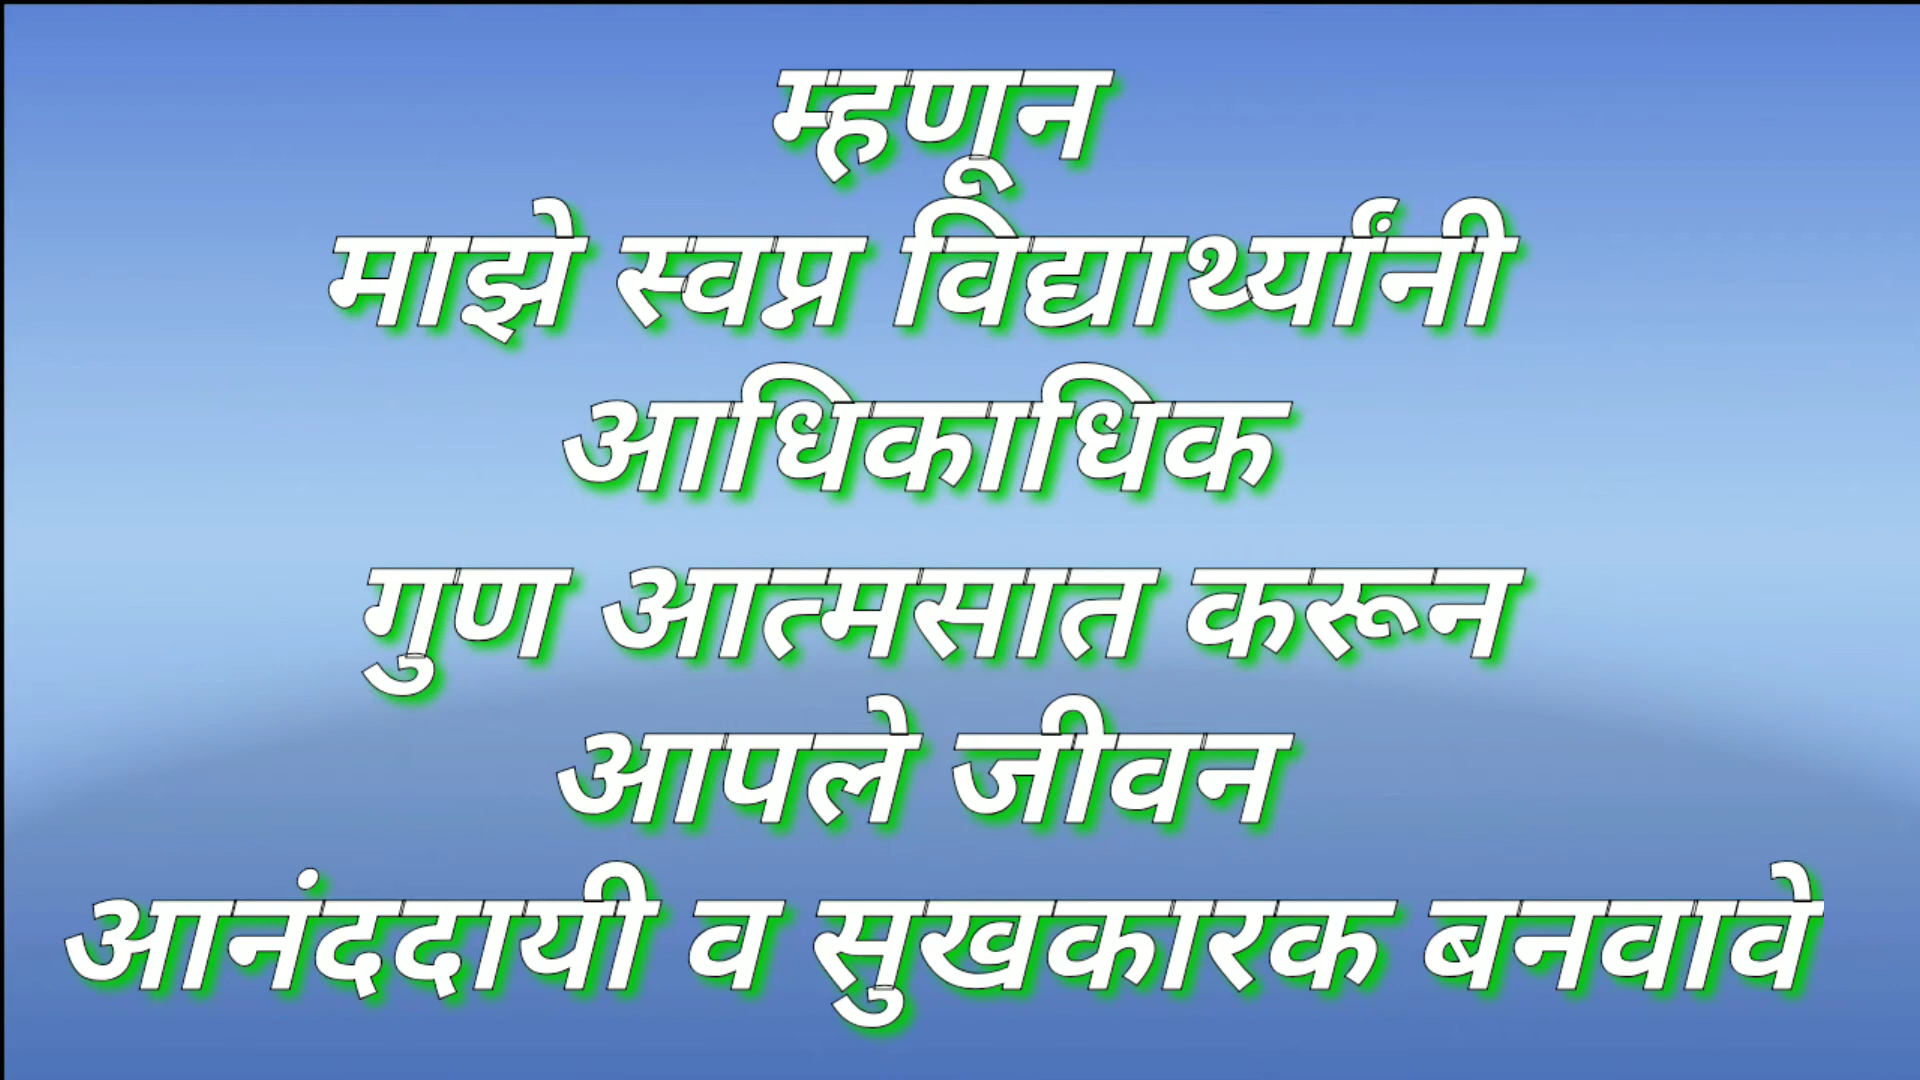 म्हणून
माझे स्वप्न विद्यार्थ्यांनी
आधिकाधिक
गुण आत्मसात करून
आपले जीवन
आनंददायी व सुखकारक बनवावे